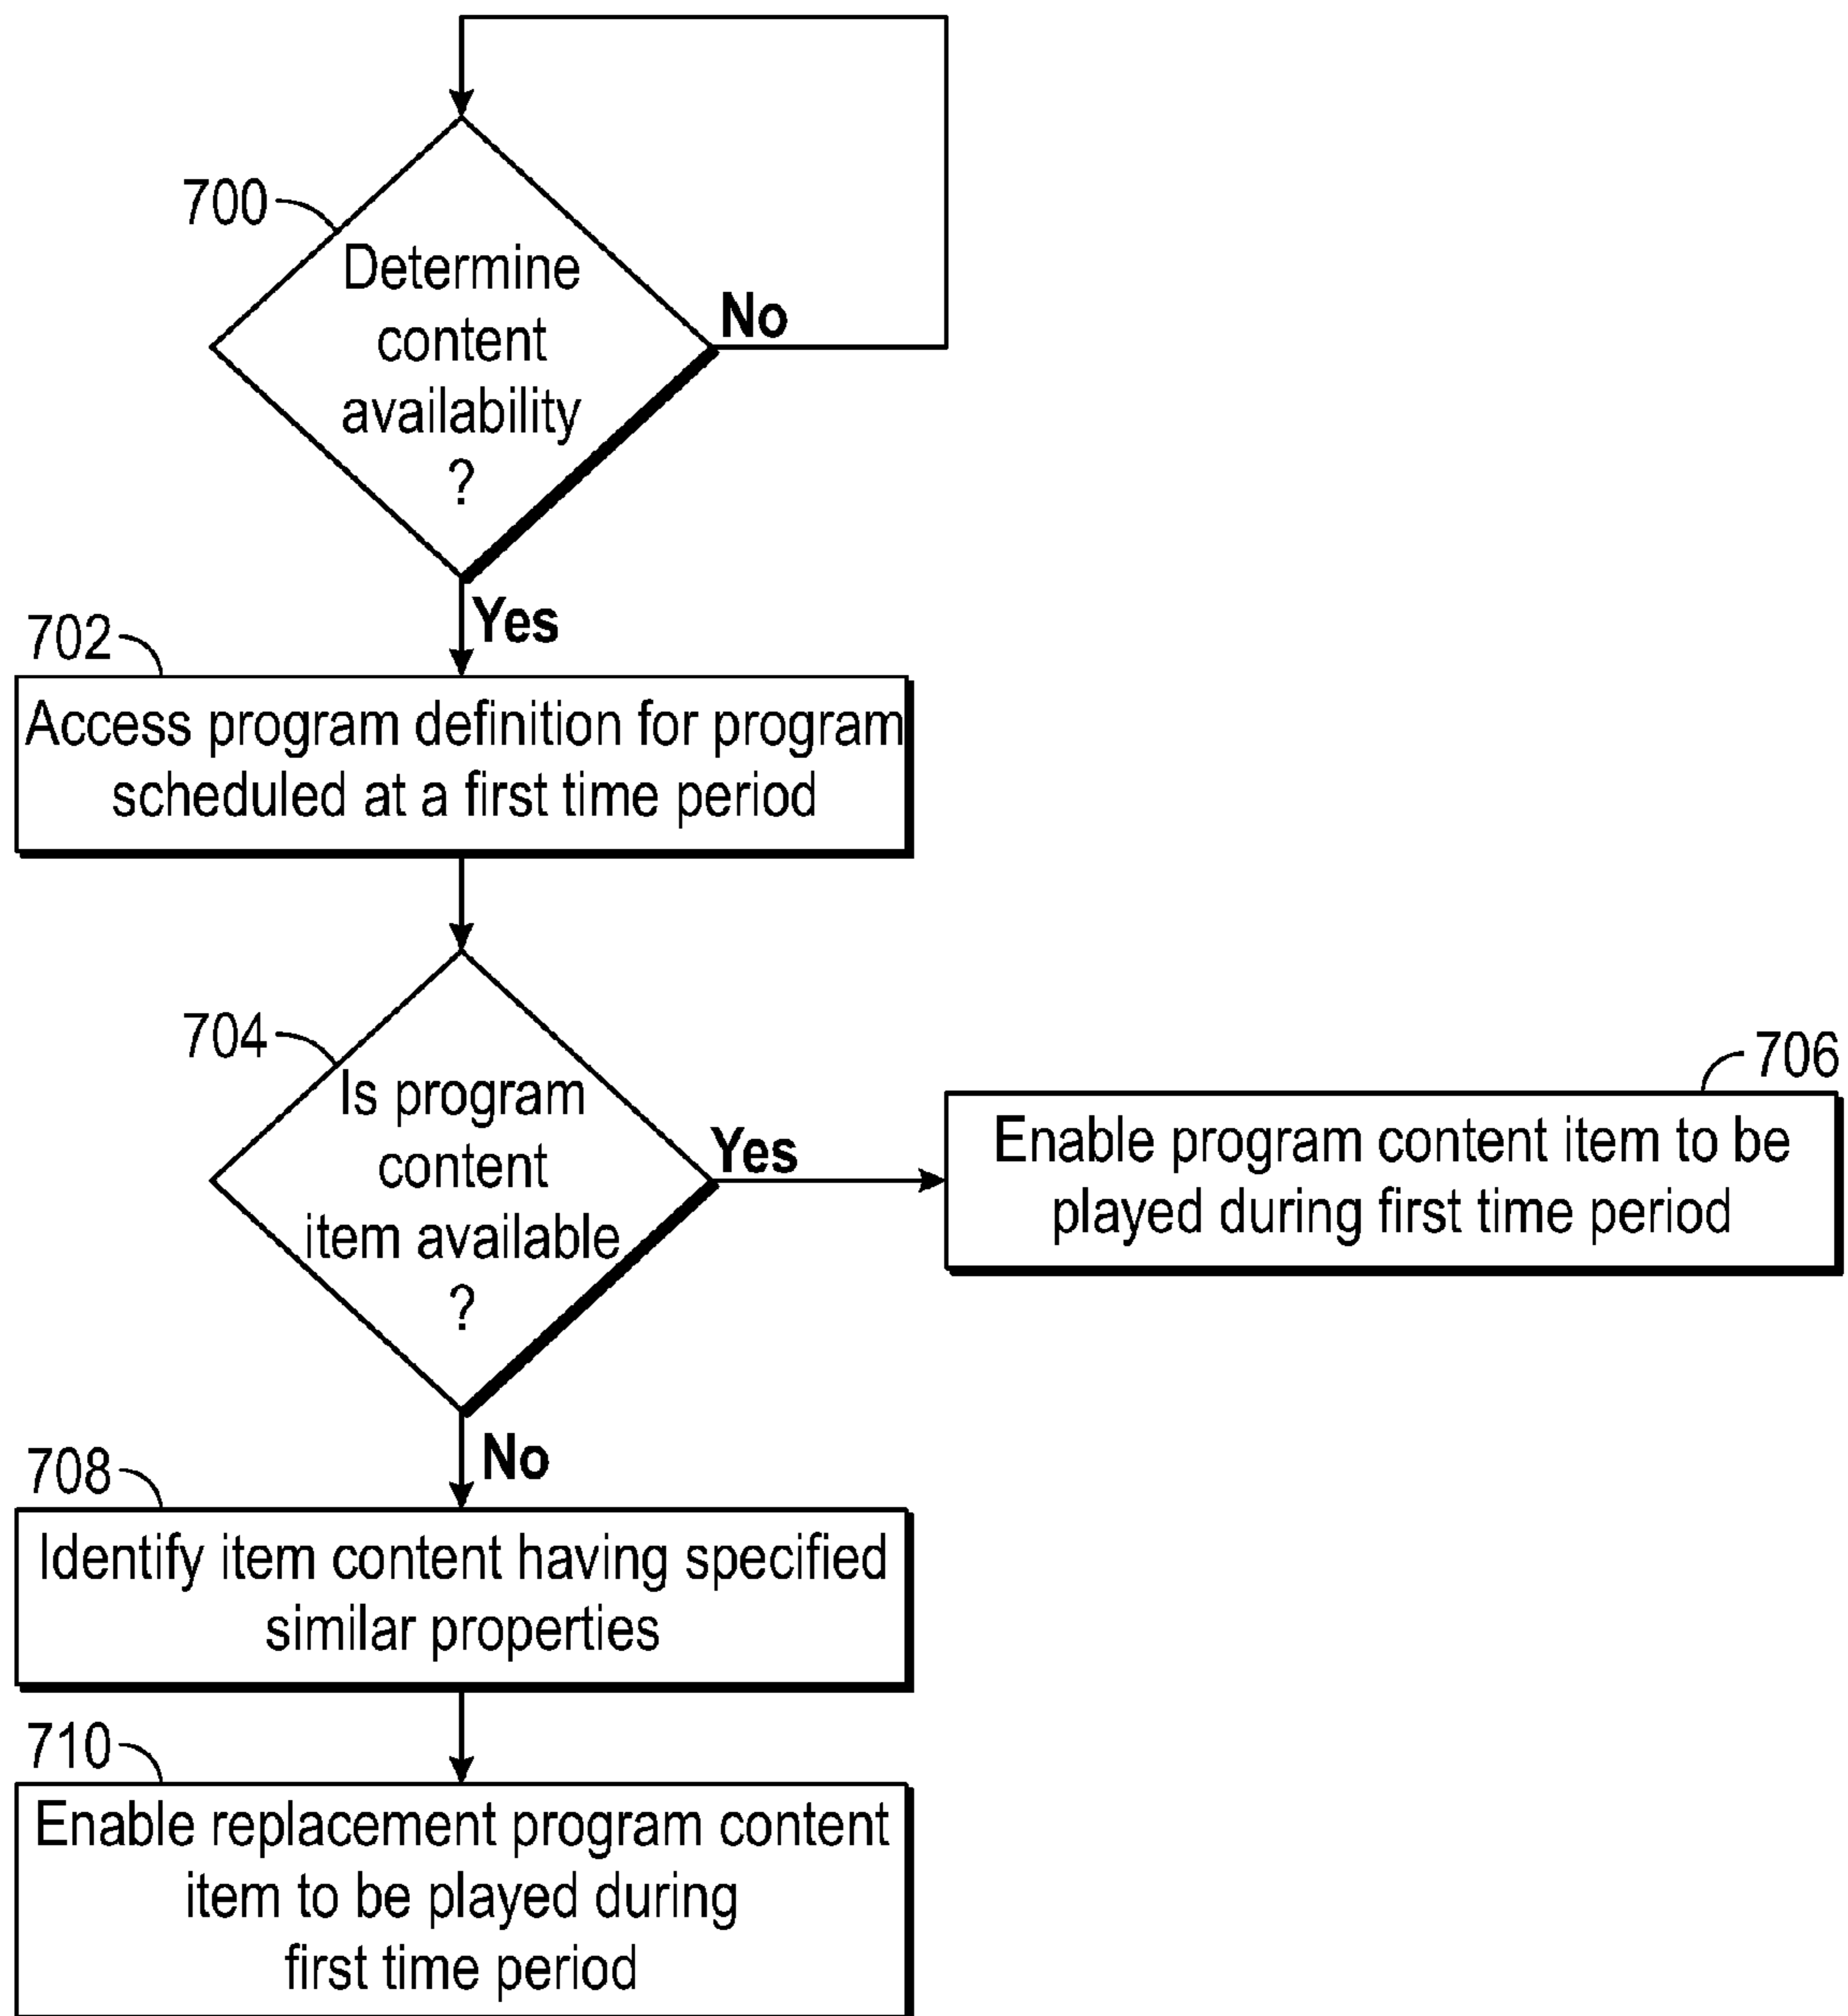 700
Determine
content
availability
?
No
Yes
702
Access program definition for program
scheduled at a first time period
704
Is program
content
item available
?
Yes
706
Enable program content item to be
played during first time period
No
708
Identify item content having specified
similar properties
710
Enable replacement program content
item to be played during
first time period